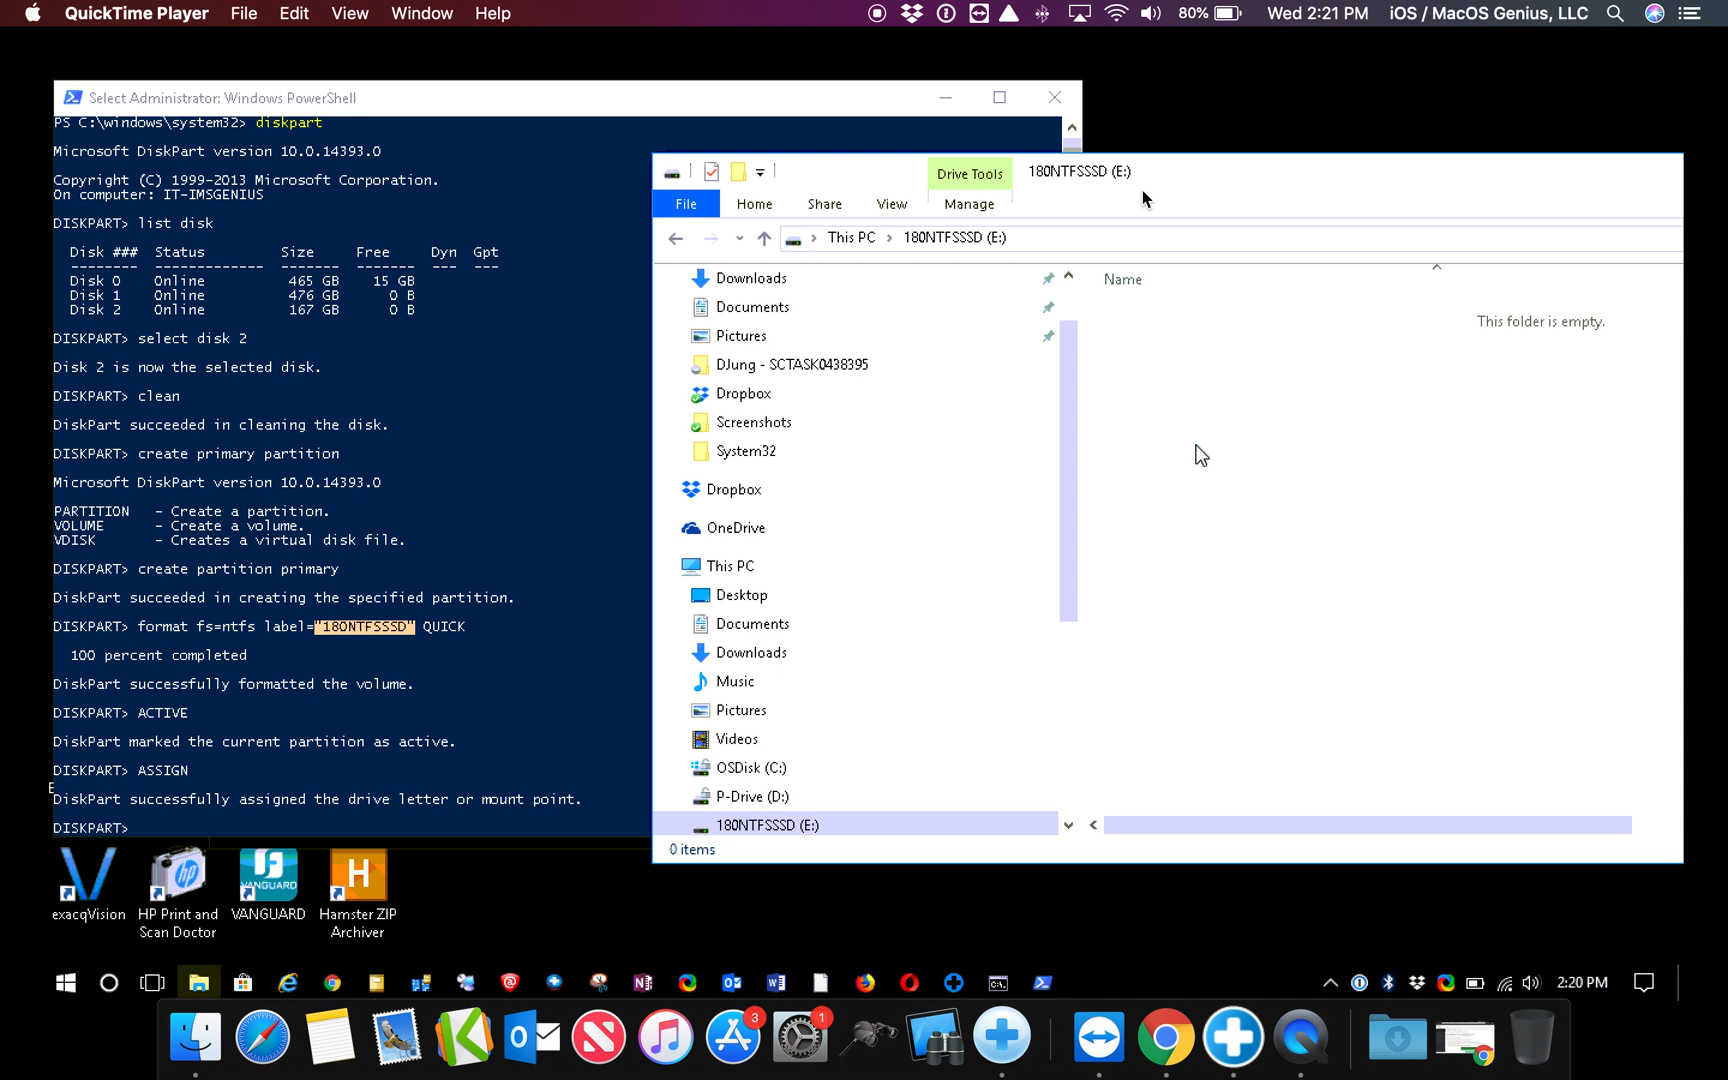 QuickTime Player File Edit View Window Help 80% Wed 2:21 PM iOS / MacOS Genius, LLC
Select Administrator: Windows PowerShell
PS C:\windows\system32> diskpart
Microsoft DiskPart version 10.0.14393.0
Copyright (C) 1999-2013 Microsoft Corporation.
On computer: IT-IMSGENIUS
DISKPART> list disk
Disk ### Status Size Free Dyn Gpt
-------- ------------- ------- ------- --- ---
Disk 0 Online 465 GB 15 GB
Disk 1 Online 476 GB 0 B
Disk 2 Online 167 GB 0 B
DISKPART> select disk 2
Disk 2 is now the selected disk.
DISKPART> clean
DiskPart succeeded in cleaning the disk.
DISKPART> create primary partition
Microsoft DiskPart version 10.0.14393.0
PARTITION - Create a partition.
VOLUME - Create a volume.
VDISK - Creates a virtual disk file.
DISKPART> create partition primary
DiskPart succeeded in creating the specified partition.
DISKPART> format fs=ntfs label="180NTFSSSD" QUICK
100 percent completed
DiskPart successfully formatted the volume.
DISKPART> ACTIVE
DiskPart marked the current partition as active.
DISKPART> ASSIGN
DiskPart successfully assigned the drive letter or mount point.
DISKPART>
Drive Tools 180NTFSSSD (E:)
File Home Share View Manage
This PC > 180NTFSSSD (E:)
Downloads
Documents
Pictures
DJung - SCTASK0438395
Dropbox
Screenshots
System32
Dropbox
OneDrive
This PC
Desktop
Documents
Downloads
Music
Pictures
Videos
OSDisk (C:)
P-Drive (D:)
180NTFSSSD (E:)
Name
This folder is empty.
0 items
VANGUARD
H
hp
exacqVision
HP Print and
Scan Doctor
VANGUARD
Hamster ZIP
Archiver
2:20 PM
3
1